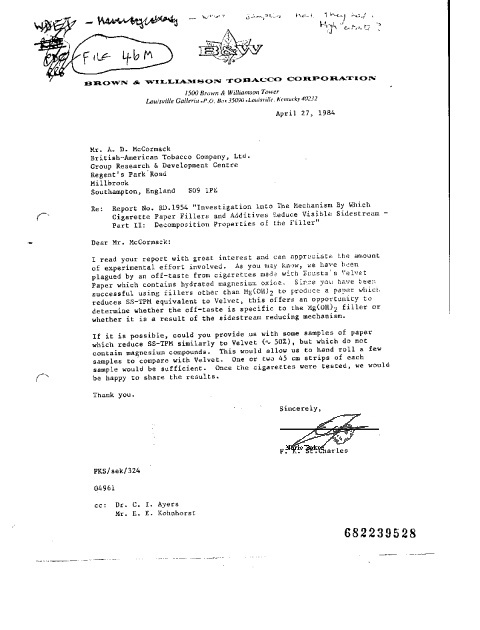 FILE 46M
High
B&W
BROWN & WILLIAMSON TOBACCO CORPORATION
1500 Brown & Williamson Tower
Louisville Galleria • P.O. Box 35090 • Louisville, Kentucky 40232
April 27, 1984
Mr. A. D. McCormack
British-American Tobacco Company, Ltd.
Group Research & Development Centre
Regent's Park Road
Millbrook
Southampton, England SO9 1PE
Re: Report No. RD.1954 "Investigation Into The Mechanism By Which
Cigarette Paper Fillers and Additives Reduce Visible Sidestream -
Part II: Decomposition Properties of the Filler"
Dear Mr. McCormack:
I read your report with great interest and can appreciate the amount
of experimental effort involved. As you may know, we have been
plagued by an off-taste from cigarettes made with Ecusta's Velvet
Paper which contains hydrated magnesium oxide. Since you have been
successful using fillers other than Mg(OH)2 to produce a paper which
reduces SS-TPM equivalent to Velvet, this offers an opportunity to
determine whether the off-taste is specific to the Mg(OH)2 filler or
whether it is a result of the sidestream reducing mechanism.
If it is possible, could you provide us with some samples of paper
which reduce SS-TPM similarly to Velvet (~ 50%), but which do not
contain magnesium compounds. This would allow us to hand roll a few
samples to compare with Velvet. One or two 45 cm strips of each
sample would be sufficient. Once the cigarettes were tested, we would
be happy to share the results.
Thank you.
Sincerely,
F. K. St.Charles
FKS/sek/324
04961
cc: Dr. C. I. Ayers
Mr. E. E. Kohnhorst
682239528